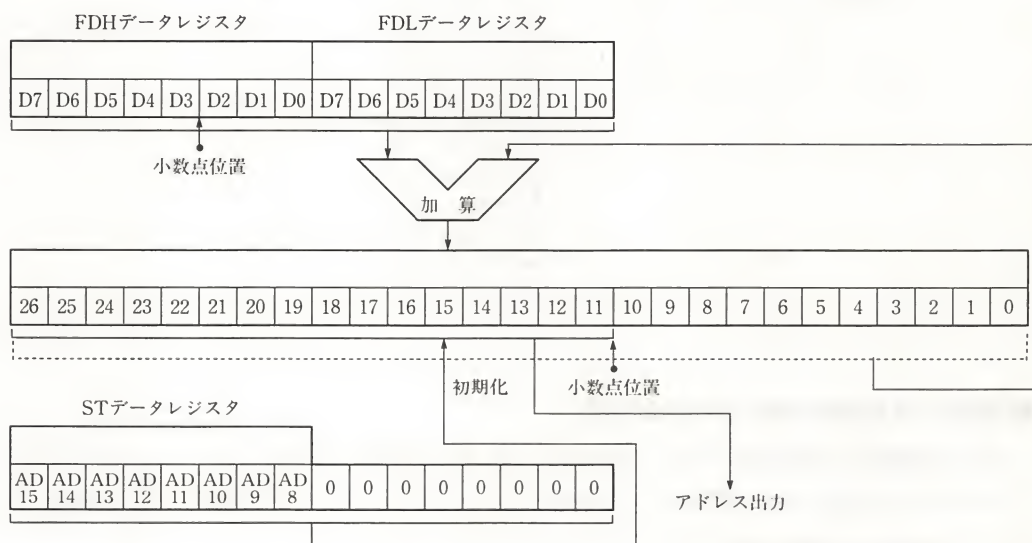 FDHデータレジスタ FDLデータレジスタ
D7 D6 D5 D4 D3 D2 D1 D0 D7 D6 D5 D4 D3 D2 D1 D0
小数点位置
加 算
26 25 24 23 22 21 20 19 18 17 16 15 14 13 12 11 10 9 8 7 6 5 4 3 2 1 0
初期化 小数点位置
STデータレジスタ
AD 15 AD 14 AD 13 AD 12 AD 11 AD 10 AD 9 AD 8 0 0 0 0 0 0 0 0
アドレス出力